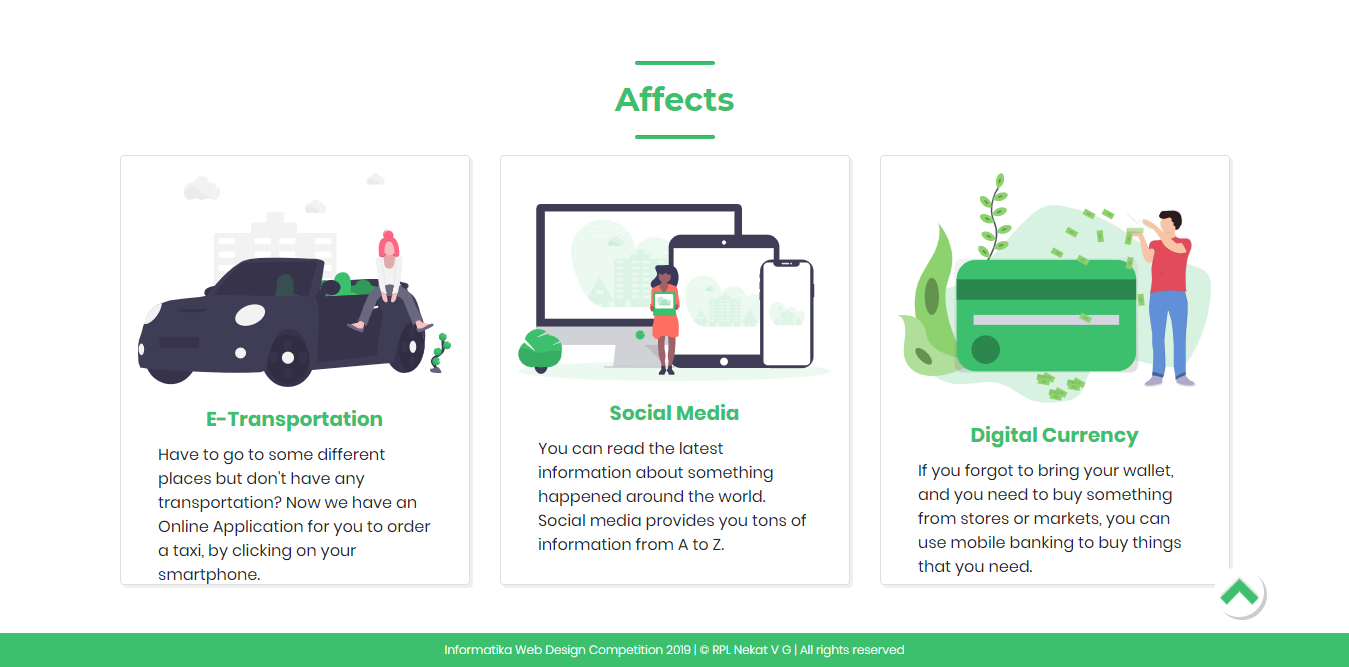 Affects
E-Transportation
Have to go to some different
places but don't have any
transportation? Now we have an
Online Application for you to order
a taxi, by clicking on your
smartphone.
Social Media
You can read the latest
information about something
happened around the world.
Social media provides you tons of
information from A to Z.
Digital Currency
If you forgot to bring your wallet,
and you need to buy something
from stores or markets, you can
use mobile banking to buy things
that you need.
Informatika Web Design Competition 2019 | © RPL Nekat V G | All rights reserved